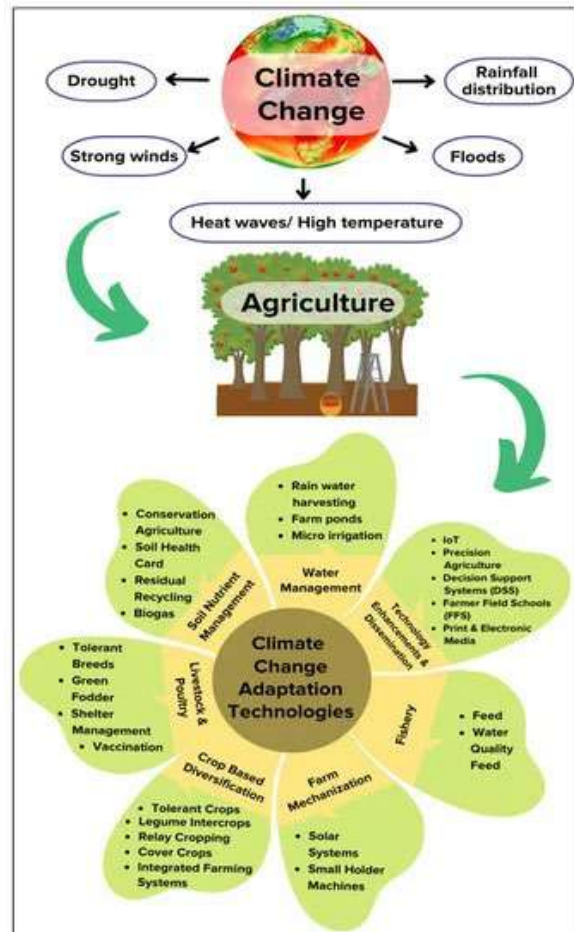 Climate
Change
Drought
Rainfall
distribution
Strong winds
Floods
Heat waves/ High temperature
Agriculture
• Rain water
harvesting
• Farm ponds
• Micro irrigation
Water Management
• IoT
• Precision
Agriculture
• Decision Support
Systems (DSS)
• Farmer Field Schools
(FFS)
• Print & Electronic
Media
Technology
Enhancements &
Dissemination
• Feed
• Water
Quality
Feed
Fishery
• Solar
Systems
• Small Holder
Machines
Farm
Mechanization
• Tolerant Crops
• Legume Intercrops
• Relay Cropping
• Cover Crops
• Integrated Farming
Systems
Crop Based
Diversification
• Tolerant
Breeds
• Green
Fodder
• Shelter
Management
• Vaccination
Livestock &
Poultry
• Conservation
Agriculture
• Soil Health
Card
• Residual
Recycling
• Biogas
Soil Nutrient
Management
Climate
Change
Adaptation
Technologies